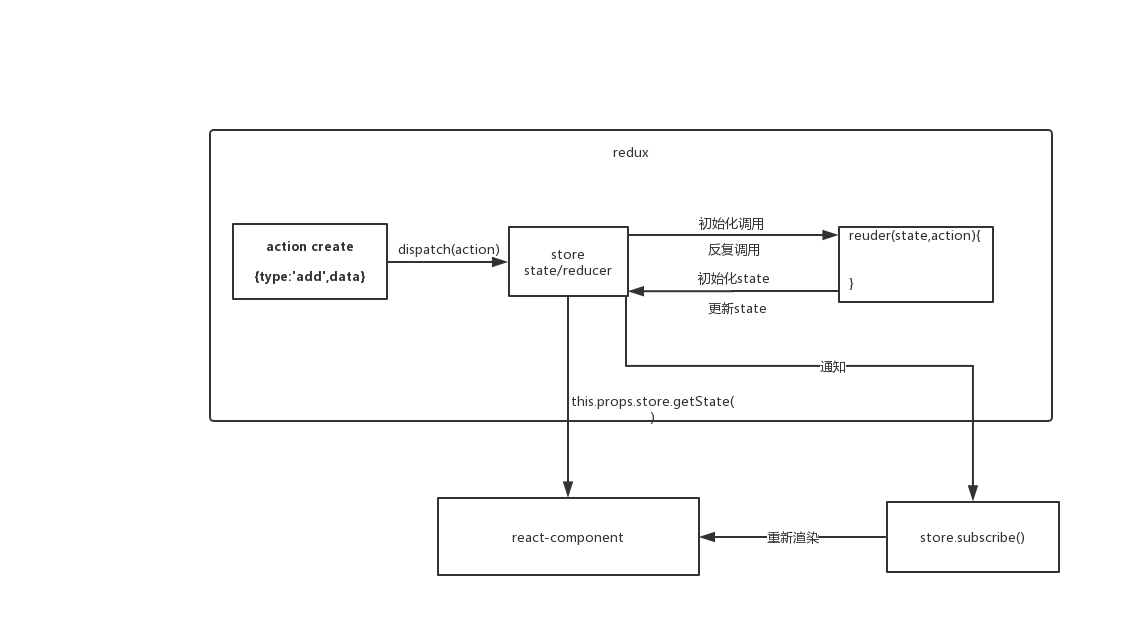 redux
action create
{type:'add',data}
dispatch(action)
store
state/reducer
初始化调用
反复调用
初始化state
更新state
reuder(state,action){
}
通知
this.props.store.getState(
)
react-component
重新渲染
store.subscribe()